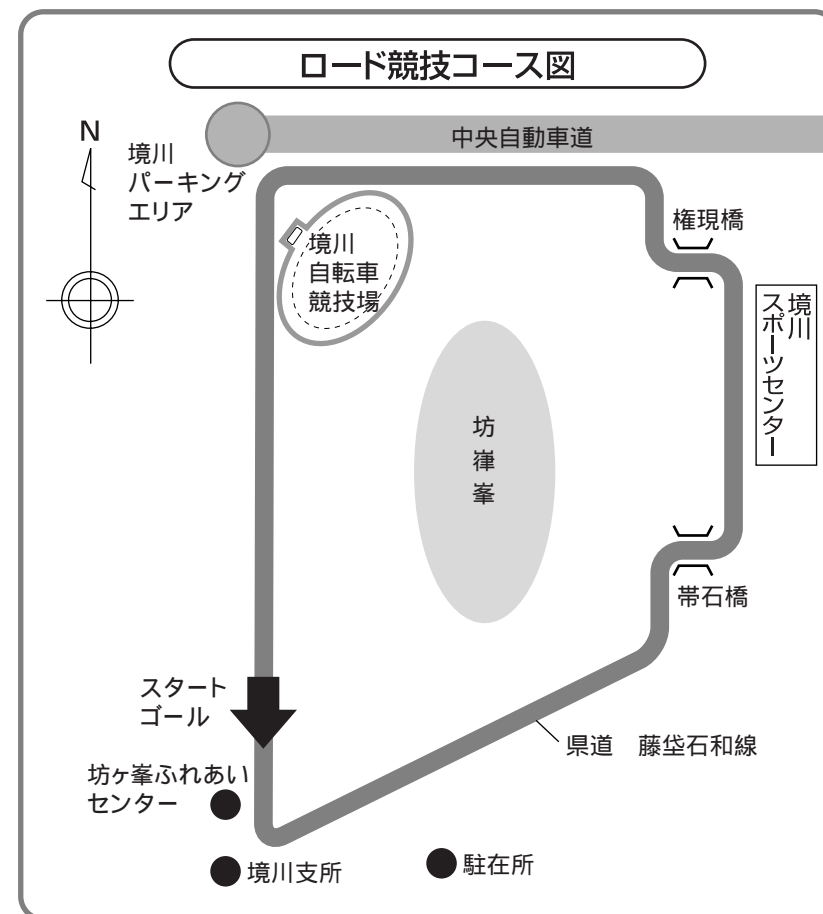 ロード競技コース図
中央自動車道
N
境川
パーキング
エリア
権現橋
境川
自転車
競技場
境川
スポーツセンター
坊
峯
帯石橋
スタート
ゴール
県道　藤垈石和線
坊ヶ峯ふれあい
センター
境川支所
駐在所